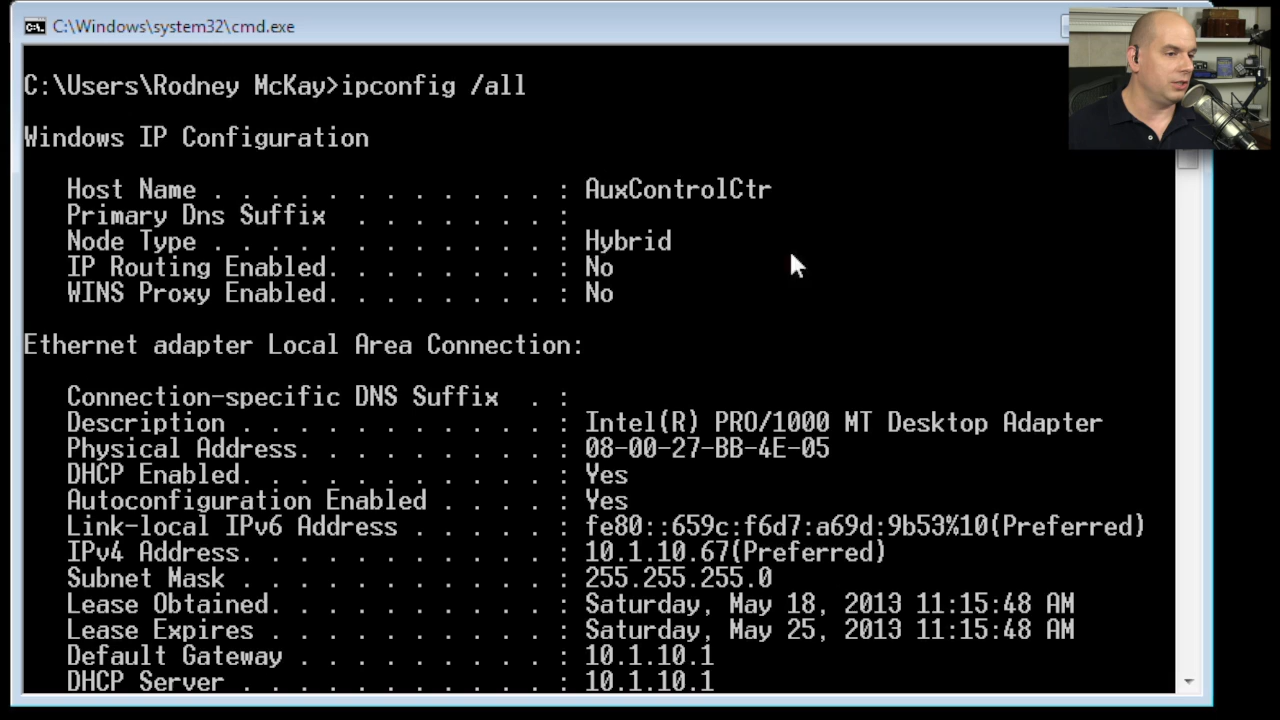 C:\Windows\system32\cmd.exe
C:\Users\Rodney McKay>ipconfig /all
Windows IP Configuration
Host Name . . . . . . . . . . . . : AuxControlCtr
Primary Dns Suffix . . . . . . . :
Node Type . . . . . . . . . . . . : Hybrid
IP Routing Enabled. . . . . . . . : No
WINS Proxy Enabled. . . . . . . . : No
Ethernet adapter Local Area Connection:
Connection-specific DNS Suffix . :
Description . . . . . . . . . . . : Intel(R) PRO/1000 MT Desktop Adapter
Physical Address. . . . . . . . . : 08-00-27-BB-4E-05
DHCP Enabled. . . . . . . . . . . : Yes
Autoconfiguration Enabled . . . . : Yes
Link-local IPv6 Address . . . . . : fe80::659c:f6d7:a69d:9b53%10(Preferred)
IPv4 Address. . . . . . . . . . . : 10.1.10.67(Preferred)
Subnet Mask . . . . . . . . . . . : 255.255.255.0
Lease Obtained. . . . . . . . . . : Saturday, May 18, 2013 11:15:48 AM
Lease Expires . . . . . . . . . . : Saturday, May 25, 2013 11:15:48 AM
Default Gateway . . . . . . . . . : 10.1.10.1
DHCP Server . . . . . . . . . . . : 10.1.10.1